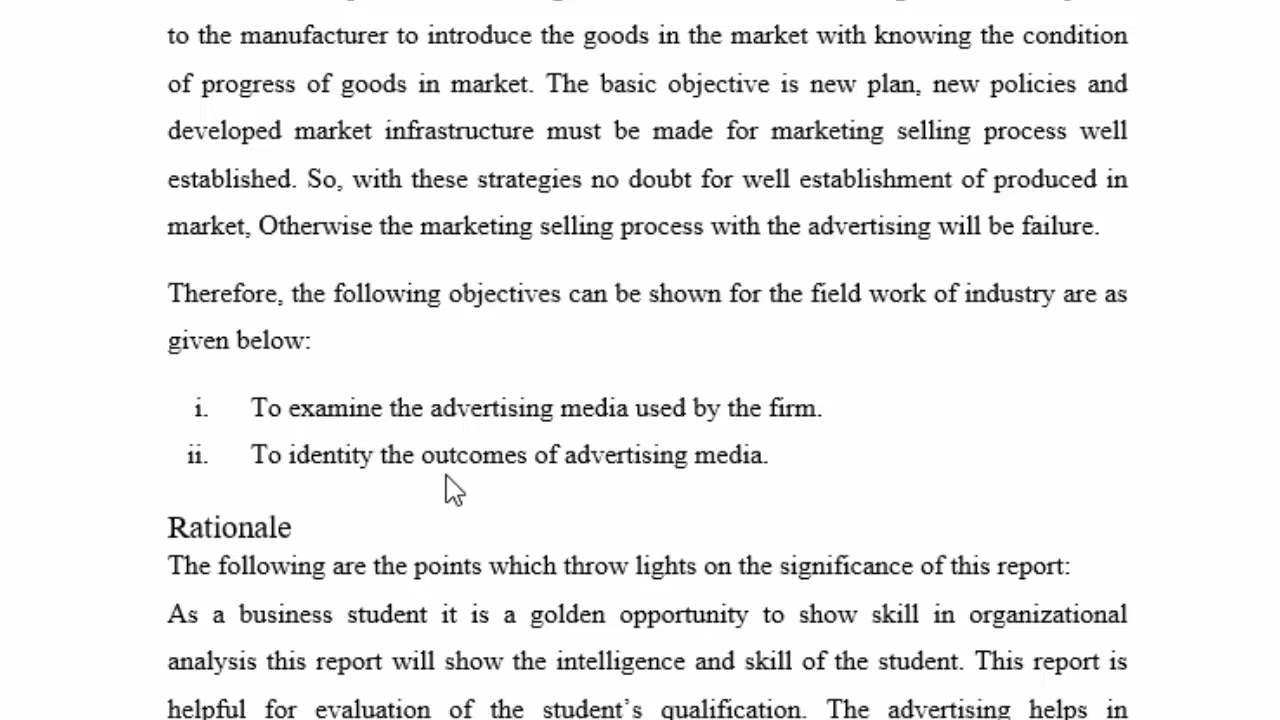 to the manufacturer to introduce the goods in the market with knowing the condition
of progress of goods in market. The basic objective is new plan, new policies and
developed market infrastructure must be made for marketing selling process well
established. So, with these strategies no doubt for well establishment of produced in
market, Otherwise the marketing selling process with the advertising will be failure.
Therefore, the following objectives can be shown for the field work of industry are as
given below:
i. To examine the advertising media used by the firm.
ii. To identity the outcomes of advertising media.
Rationale
The following are the points which throw lights on the significance of this report:
As a business student it is a golden opportunity to show skill in organizational
analysis this report will show the intelligence and skill of the student. This report is
helpful for evaluation of the student's qualification. The advertising helps in